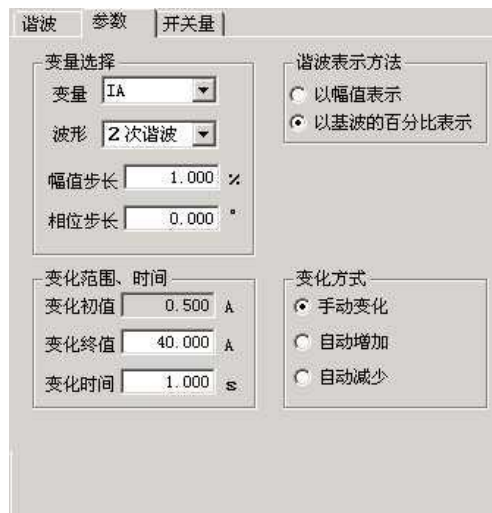 谐波 参数 开关量
变量选择
变量 IA
波形 2次谐波
幅值步长 1.000 %
相位步长 0.000 °
谐波表示方法
以幅值表示
以基波的百分比表示
变化范围、时间
变化初值 0.500 A
变化终值 40.000 A
变化时间 1.000 s
变化方式
手动变化
自动增加
自动减少